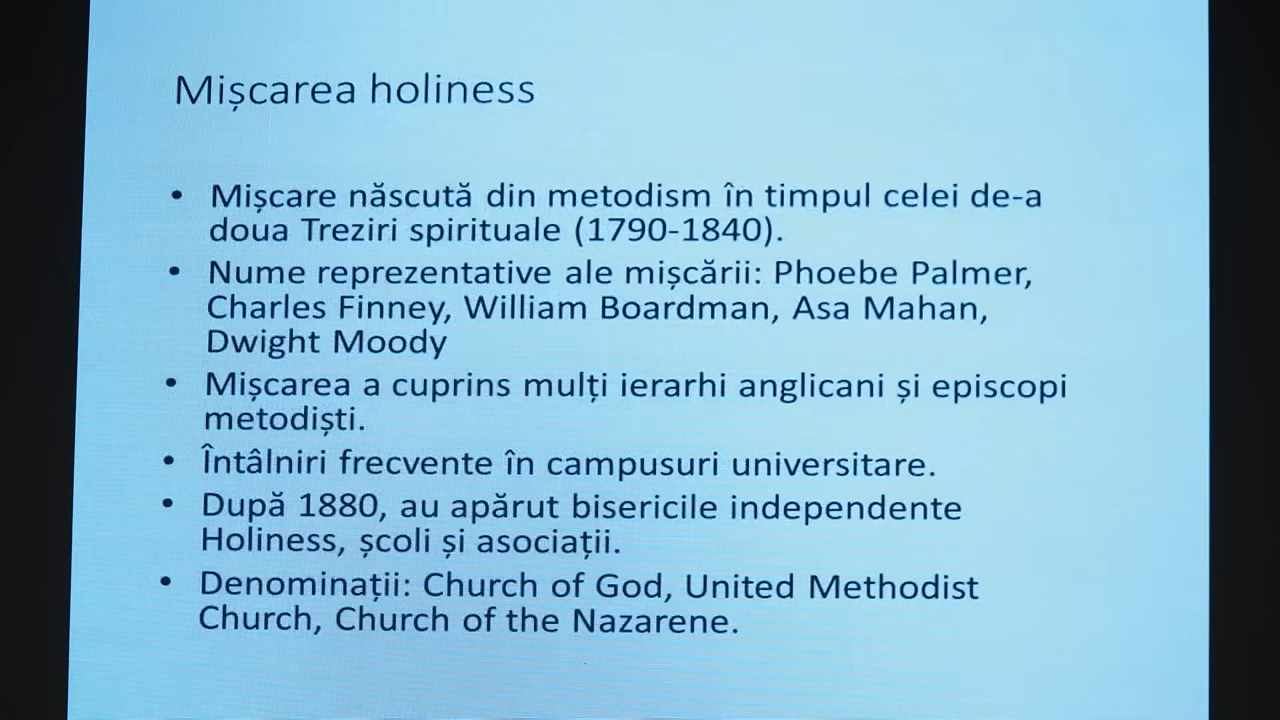 Mișcarea holiness
• Mișcare născută din metodism în timpul celei de-a
doua Treziri spirituale (1790-1840).
• Nume reprezentative ale mișcării: Phoebe Palmer,
Charles Finney, William Boardman, Asa Mahan,
Dwight Moody
• Mișcarea a cuprins mulți ierarhi anglicani și episcopi
metodiști.
• Întâlniri frecvente în campusuri universitare.
• După 1880, au apărut bisericile independente
Holiness, școli și asociații.
• Denominații: Church of God, United Methodist
Church, Church of the Nazarene.